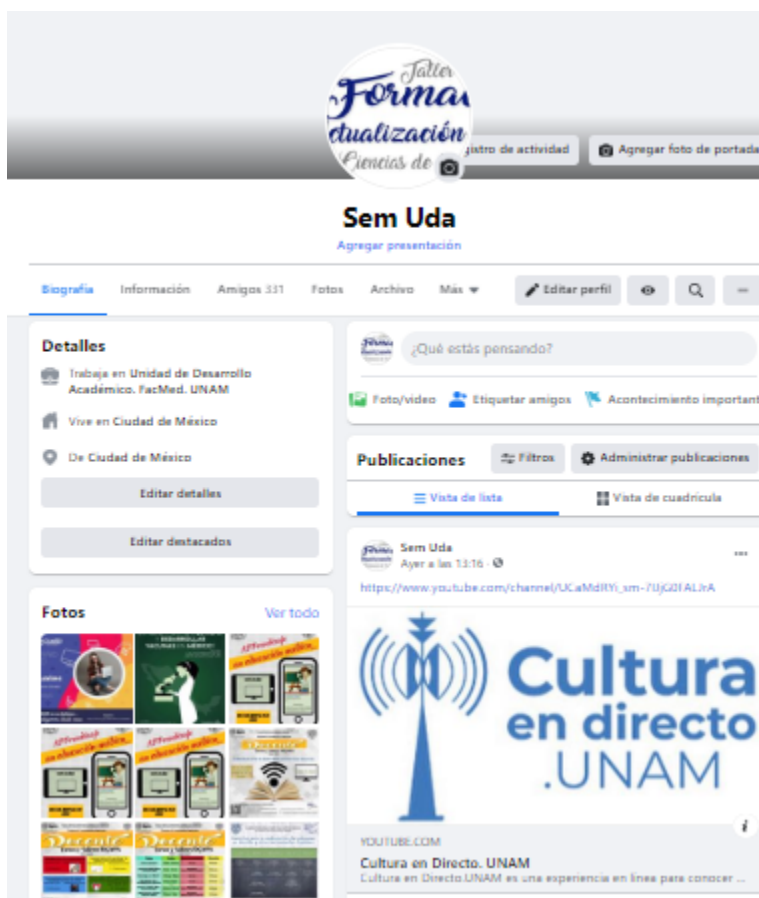 Taller
Forma
ctualización
Ciencias de
gistro de actividad
Agregar foto de portada
Sem Uda
Agregar presentación
Biografía Información Amigos 331 Fotos Archivo Más Editar perfil
Detalles
Trabaja en Unidad de Desarrollo
Académico. FacMed. UNAM
Vive en Ciudad de México
De Ciudad de México
Editar detalles
Editar destacados
Fotos Ver todo
¿Qué estás pensando?
Foto/video Etiquetar amigos Acontecimiento important
Publicaciones Filtros Administrar publicaciones
Vista de lista Vista de cuadrícula
Sem Uda
Ayer a las 13:16
Cultura
en directo
.UNAM
YOUTUBE.COM
Cultura en Directo. UNAM
Cultura en Directo.UNAM es una experiencia en línea para conocer ...